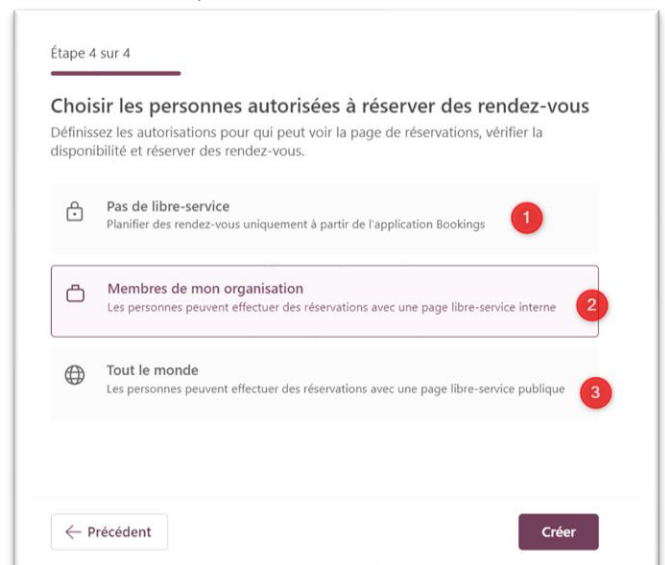 Étape 4 sur 4
Choisir les personnes autorisées à réserver des rendez-vous
Définissez les autorisations pour qui peut voir la page de réservations, vérifier la
disponibilité et réserver des rendez-vous.
Pas de libre-service
Planifier des rendez-vous uniquement à partir de l'application Bookings
1
Membres de mon organisation
Les personnes peuvent effectuer des réservations avec une page libre-service interne
2
Tout le monde
Les personnes peuvent effectuer des réservations avec une page libre-service publique
3
Précédent
Créer